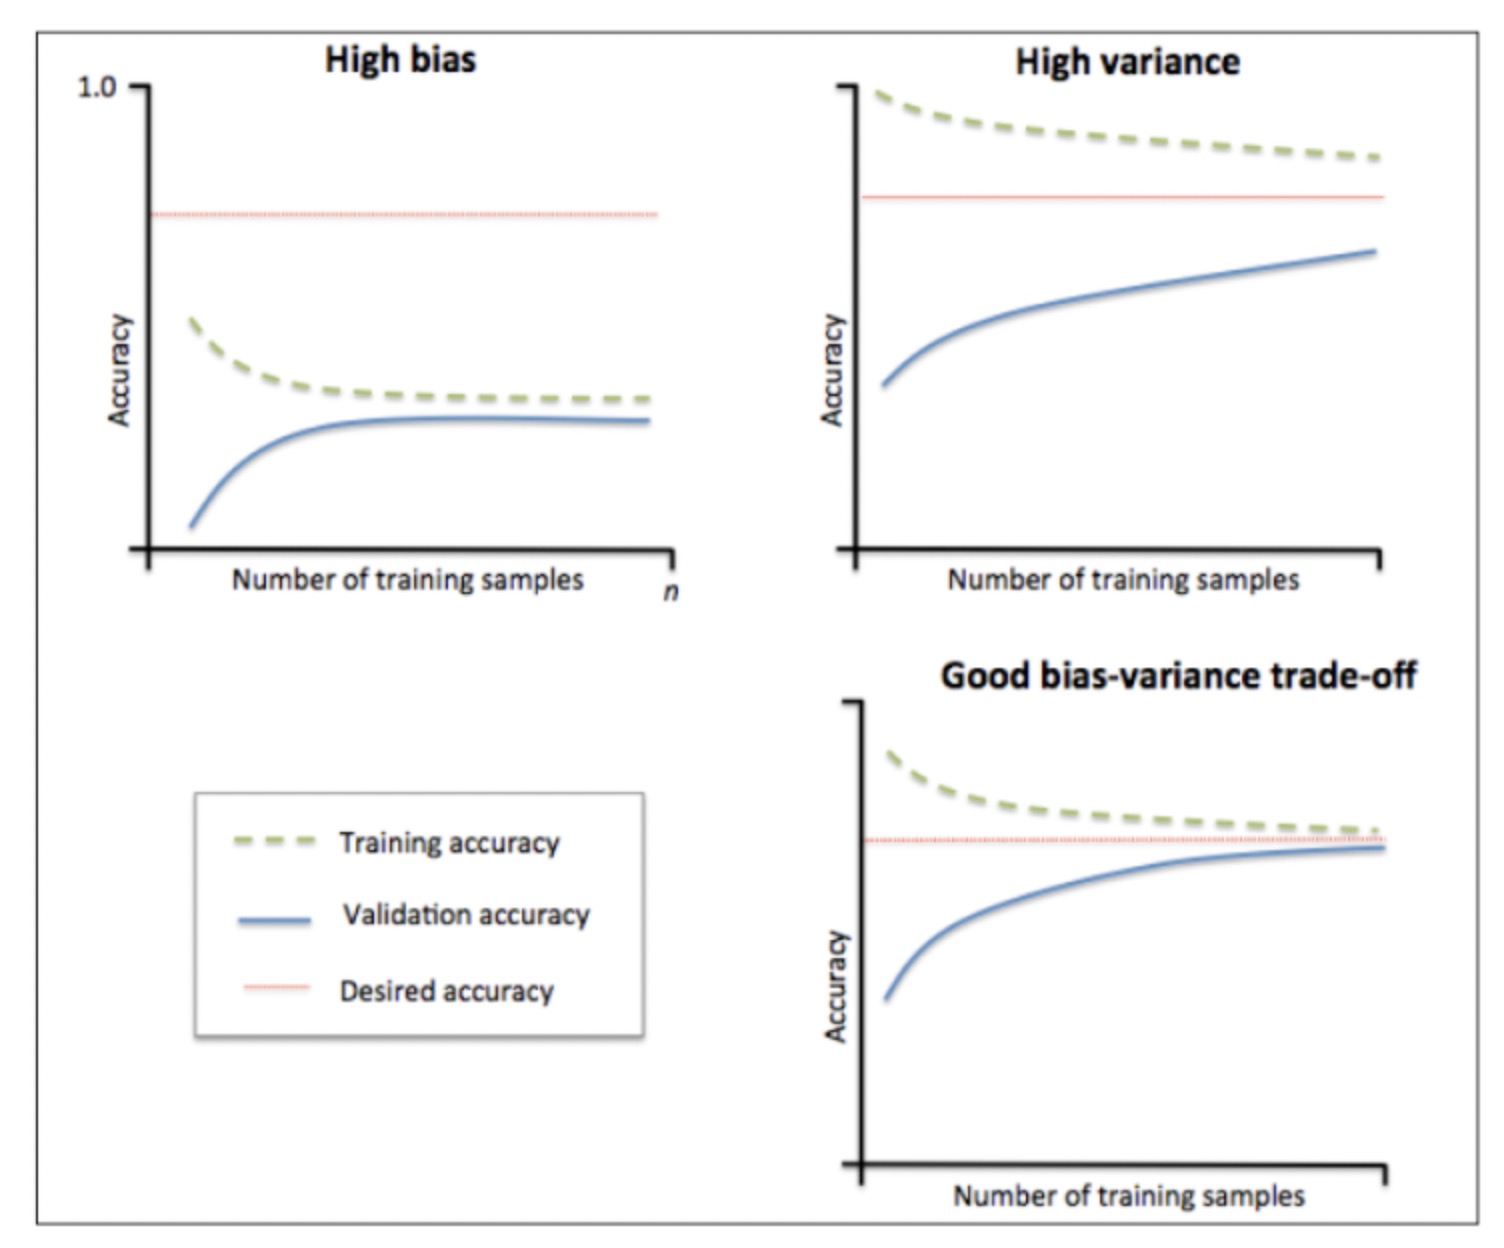 High bias
1.0
Accuracy
Number of training samples
n
High variance
Accuracy
Number of training samples
Good bias-variance trade-off
Accuracy
Number of training samples
Training accuracy
Validation accuracy
Desired accuracy